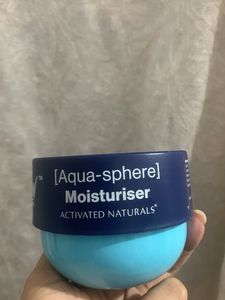 [Aqua-sphere]
Moisturiser
ACTIVATED NATURALS®